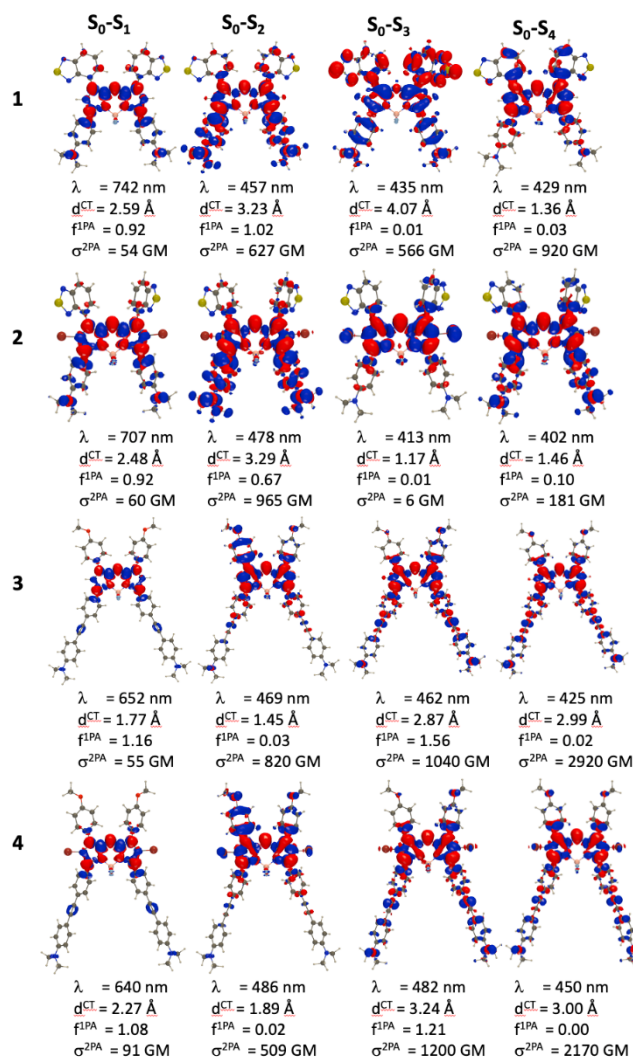 S₀-S₁ S₀-S₂ S₀-S₃ S₀-S₄
1
λ = 742 nm λ = 457 nm λ = 435 nm λ = 429 nm
dᶜᵀ = 2.59 Å dᶜᵀ = 3.23 Å dᶜᵀ = 4.07 Å dᶜᵀ = 1.36 Å
f¹ᴾᴬ = 0.92 f¹ᴾᴬ = 1.02 f¹ᴾᴬ = 0.01 f¹ᴾᴬ = 0.03
σ²ᴾᴬ = 54 GM σ²ᴾᴬ = 627 GM σ²ᴾᴬ = 566 GM σ²ᴾᴬ = 920 GM
2
λ = 707 nm λ = 478 nm λ = 413 nm λ = 402 nm
dᶜᵀ = 2.48 Å dᶜᵀ = 3.29 Å dᶜᵀ = 1.17 Å dᶜᵀ = 1.46 Å
f¹ᴾᴬ = 0.92 f¹ᴾᴬ = 0.67 f¹ᴾᴬ = 0.01 f¹ᴾᴬ = 0.10
σ²ᴾᴬ = 60 GM σ²ᴾᴬ = 965 GM σ²ᴾᴬ = 6 GM σ²ᴾᴬ = 181 GM
3
λ = 652 nm λ = 469 nm λ = 462 nm λ = 425 nm
dᶜᵀ = 1.77 Å dᶜᵀ = 1.45 Å dᶜᵀ = 2.87 Å dᶜᵀ = 2.99 Å
f¹ᴾᴬ = 1.16 f¹ᴾᴬ = 0.03 f¹ᴾᴬ = 1.56 f¹ᴾᴬ = 0.02
σ²ᴾᴬ = 55 GM σ²ᴾᴬ = 820 GM σ²ᴾᴬ = 1040 GM σ²ᴾᴬ = 2920 GM
4
λ = 640 nm λ = 486 nm λ = 482 nm λ = 450 nm
dᶜᵀ = 2.27 Å dᶜᵀ = 1.89 Å dᶜᵀ = 3.24 Å dᶜᵀ = 3.00 Å
f¹ᴾᴬ = 1.08 f¹ᴾᴬ = 0.02 f¹ᴾᴬ = 1.21 f¹ᴾᴬ = 0.00
σ²ᴾᴬ = 91 GM σ²ᴾᴬ = 509 GM σ²ᴾᴬ = 1200 GM σ²ᴾᴬ = 2170 GM